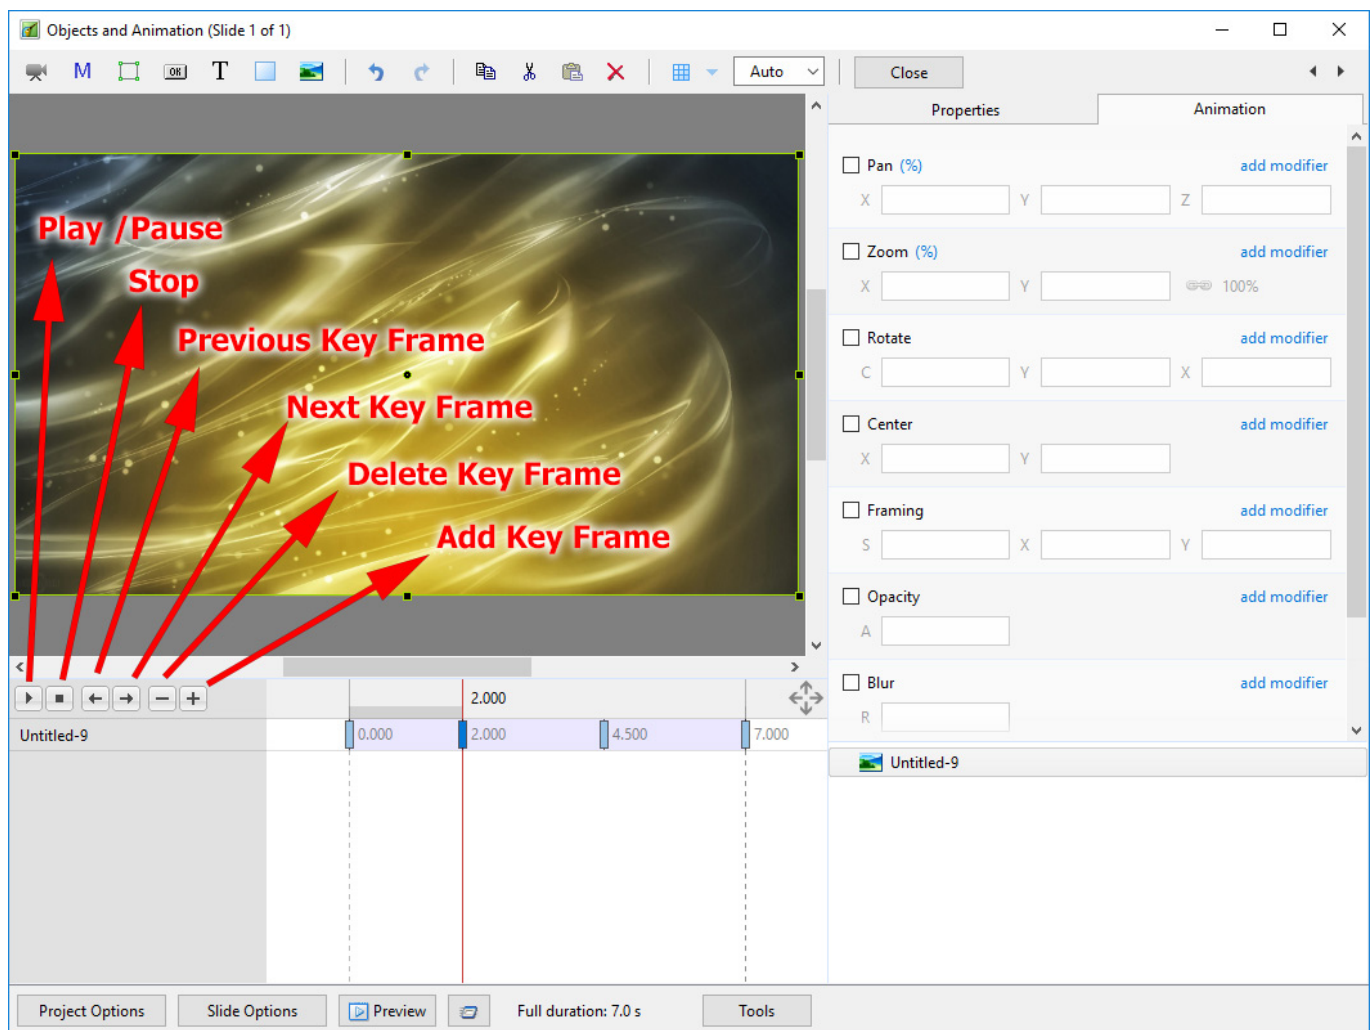 Objects and Animation (Slide 1 of 1)
M OK T Auto Close
Properties Animation
Pan (%) add modifier
X Y Z
Zoom (%) add modifier
X Y 100%
Rotate add modifier
C Y X
Center add modifier
X Y
Framing add modifier
S X Y
Opacity add modifier
A
Blur add modifier
R
Untitled-9
Play /Pause
Stop
Previous Key Frame
Next Key Frame
Delete Key Frame
Add Key Frame
2.000
Untitled-9 0.000 2.000 4.500 7.000
Project Options Slide Options Preview Full duration: 7.0 s Tools